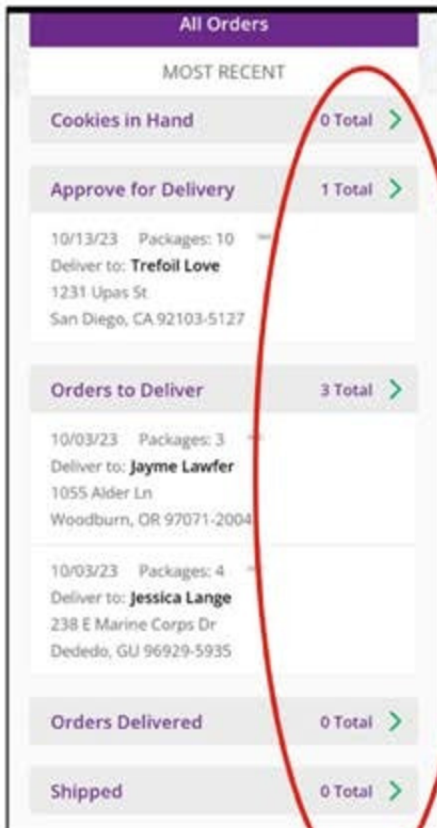 All Orders
MOST RECENT
Cookies in Hand 0 Total
Approve for Delivery 1 Total
10/13/23 Packages: 10
Deliver to: Trefoil Love
1231 Upas St
San Diego, CA 92103-5127
Orders to Deliver 3 Total
10/03/23 Packages: 3
Deliver to: Jayme Lawfer
1055 Alder Ln
Woodburn, OR 97071-2004
10/03/23 Packages: 4
Deliver to: Jessica Lange
238 E Marine Corps Dr
Dededo, GU 96929-5935
Orders Delivered 0 Total
Shipped 0 Total